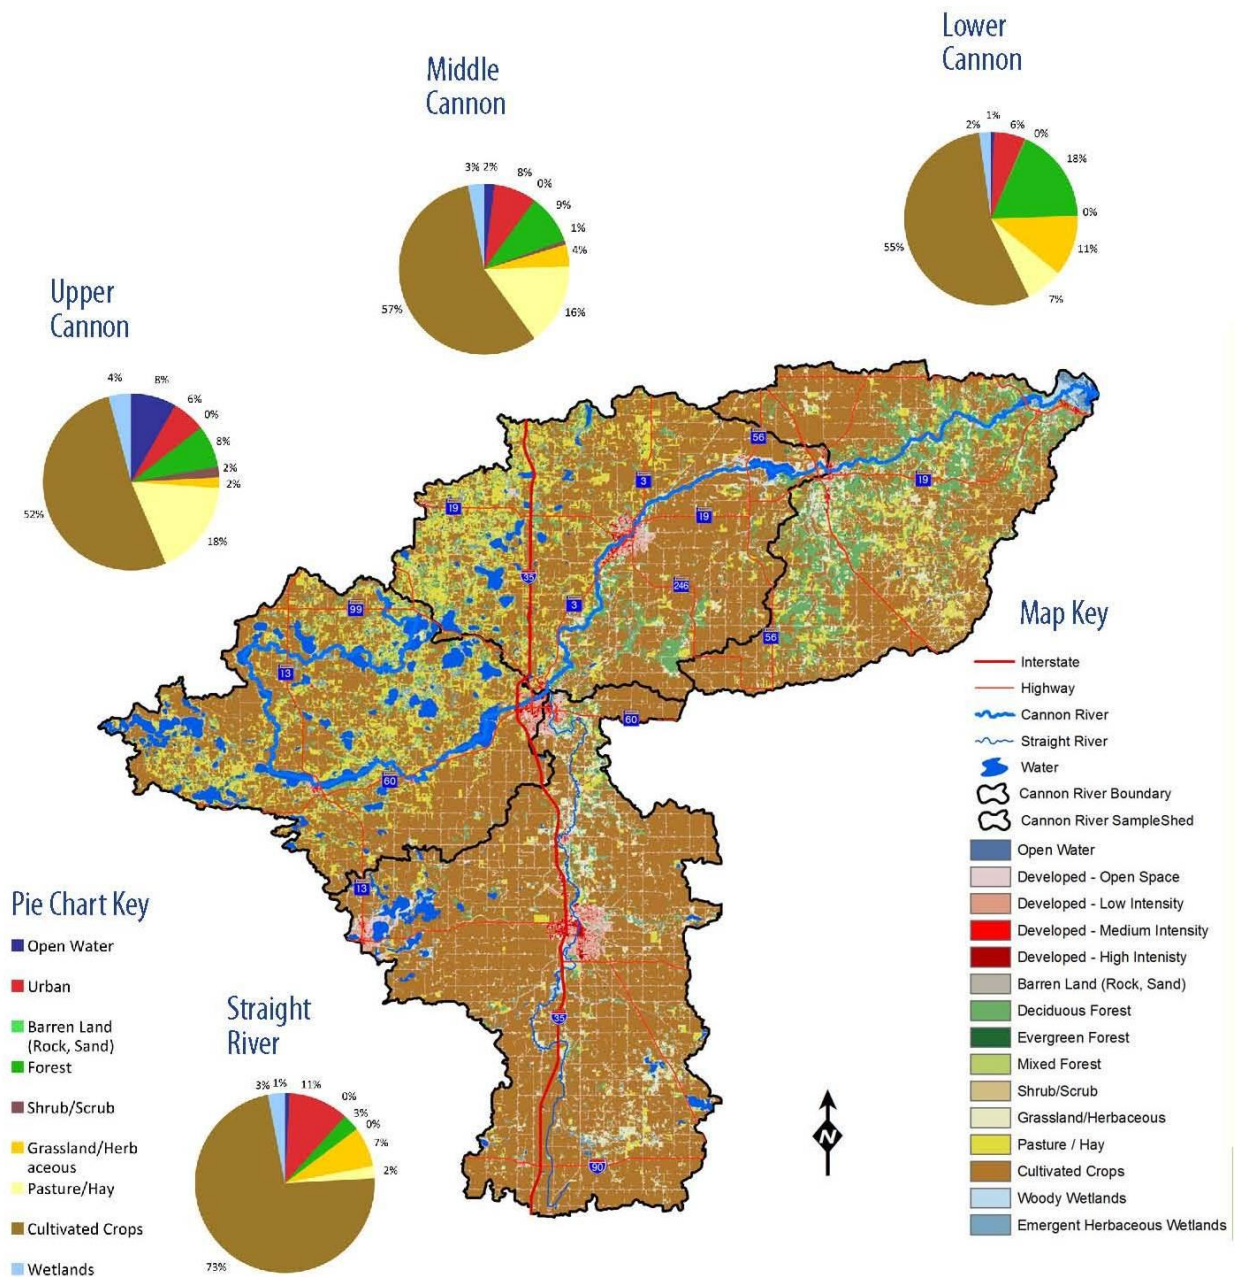 Lower
Cannon
1%
2%
6%
0%
18%
0%
11%
7%
55%
Middle
Cannon
3%
2%
8%
0%
9%
1%
4%
16%
57%
Upper
Cannon
4%
8%
6%
0%
8%
2%
2%
18%
52%
56
3
19
19
19
35
246
3
99
56
13
60
60
13
35
90
N
Map Key
Interstate
Highway
Cannon River
Straight River
Water
Cannon River Boundary
Cannon River SampleShed
Open Water
Developed - Open Space
Developed - Low Intensity
Developed - Medium Intensity
Developed - High Intenisty
Barren Land (Rock, Sand)
Deciduous Forest
Evergreen Forest
Mixed Forest
Shrub/Scrub
Grassland/Herbaceous
Pasture / Hay
Cultivated Crops
Woody Wetlands
Emergent Herbaceous Wetlands
Pie Chart Key
Open Water
Urban
Barren Land
(Rock, Sand)
Forest
Shrub/Scrub
Grassland/Herb
aceous
Pasture/Hay
Cultivated Crops
Wetlands
Straight
River
3%
1%
11%
0%
3%
0%
7%
2%
73%